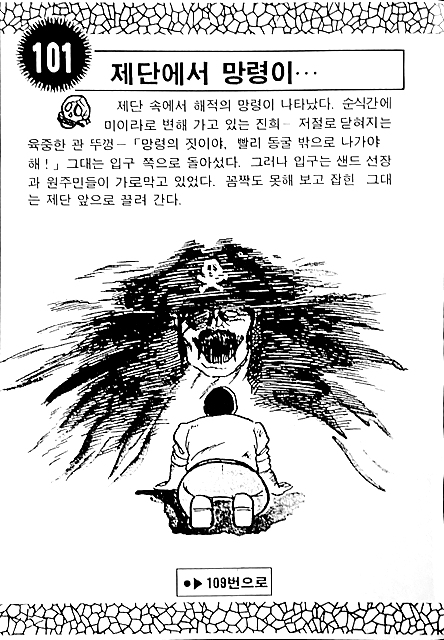 101
제단에서 망령이…
제단 속에서 해적의 망령이 나타났다. 순식간에
미이라로 변해 가고 있는 진희― 저절로 닫혀지는
육중한 관 뚜껑―「망령의 짓이야, 빨리 동굴 밖으로 나가야
해!」그대는 입구 쪽으로 돌아섰다. 그러나 입구는 샌드 선장
과 원주민들이 가로막고 있었다. 꼼짝도 못해 보고 잡힌 그대
는 제단 앞으로 끌려 간다.
●▶ 109번으로